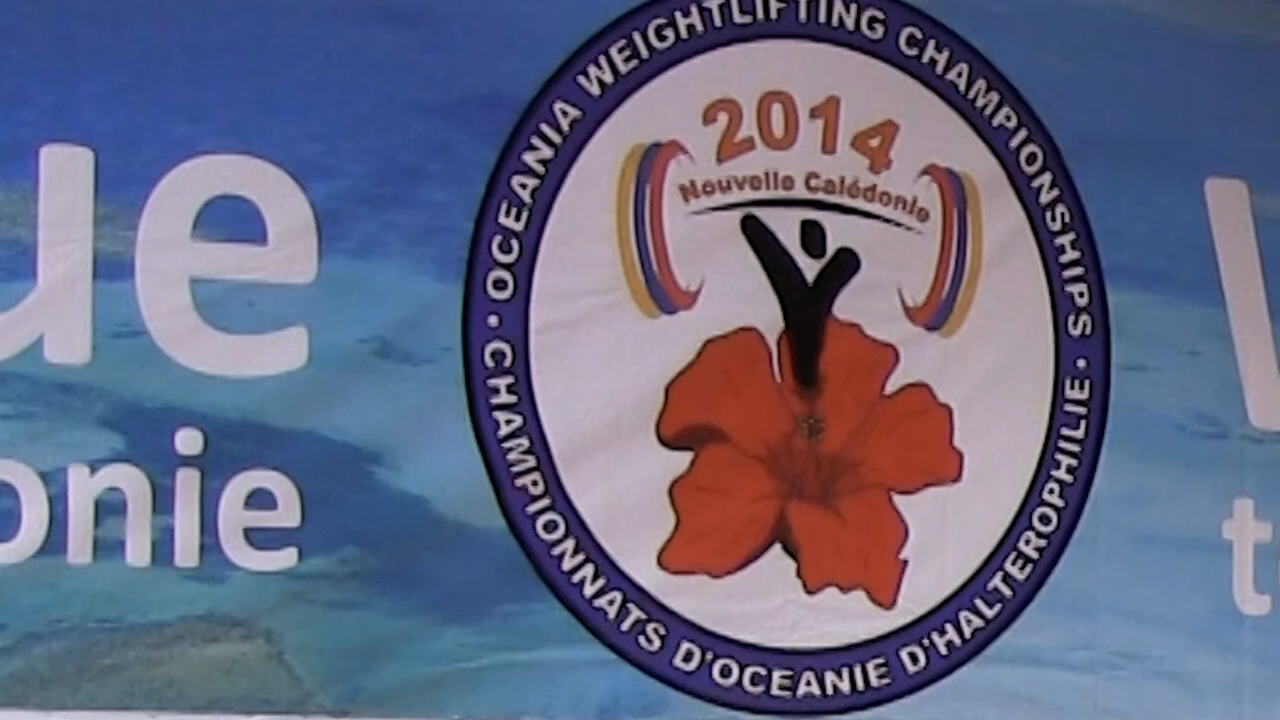 OCEANIA WEIGHTLIFTING CHAMPIONSHIPS
2014
Nouvelle Calédonie
CHAMPIONNATS D'OCEANIE D'HALTEROPHILIE
ue
onie